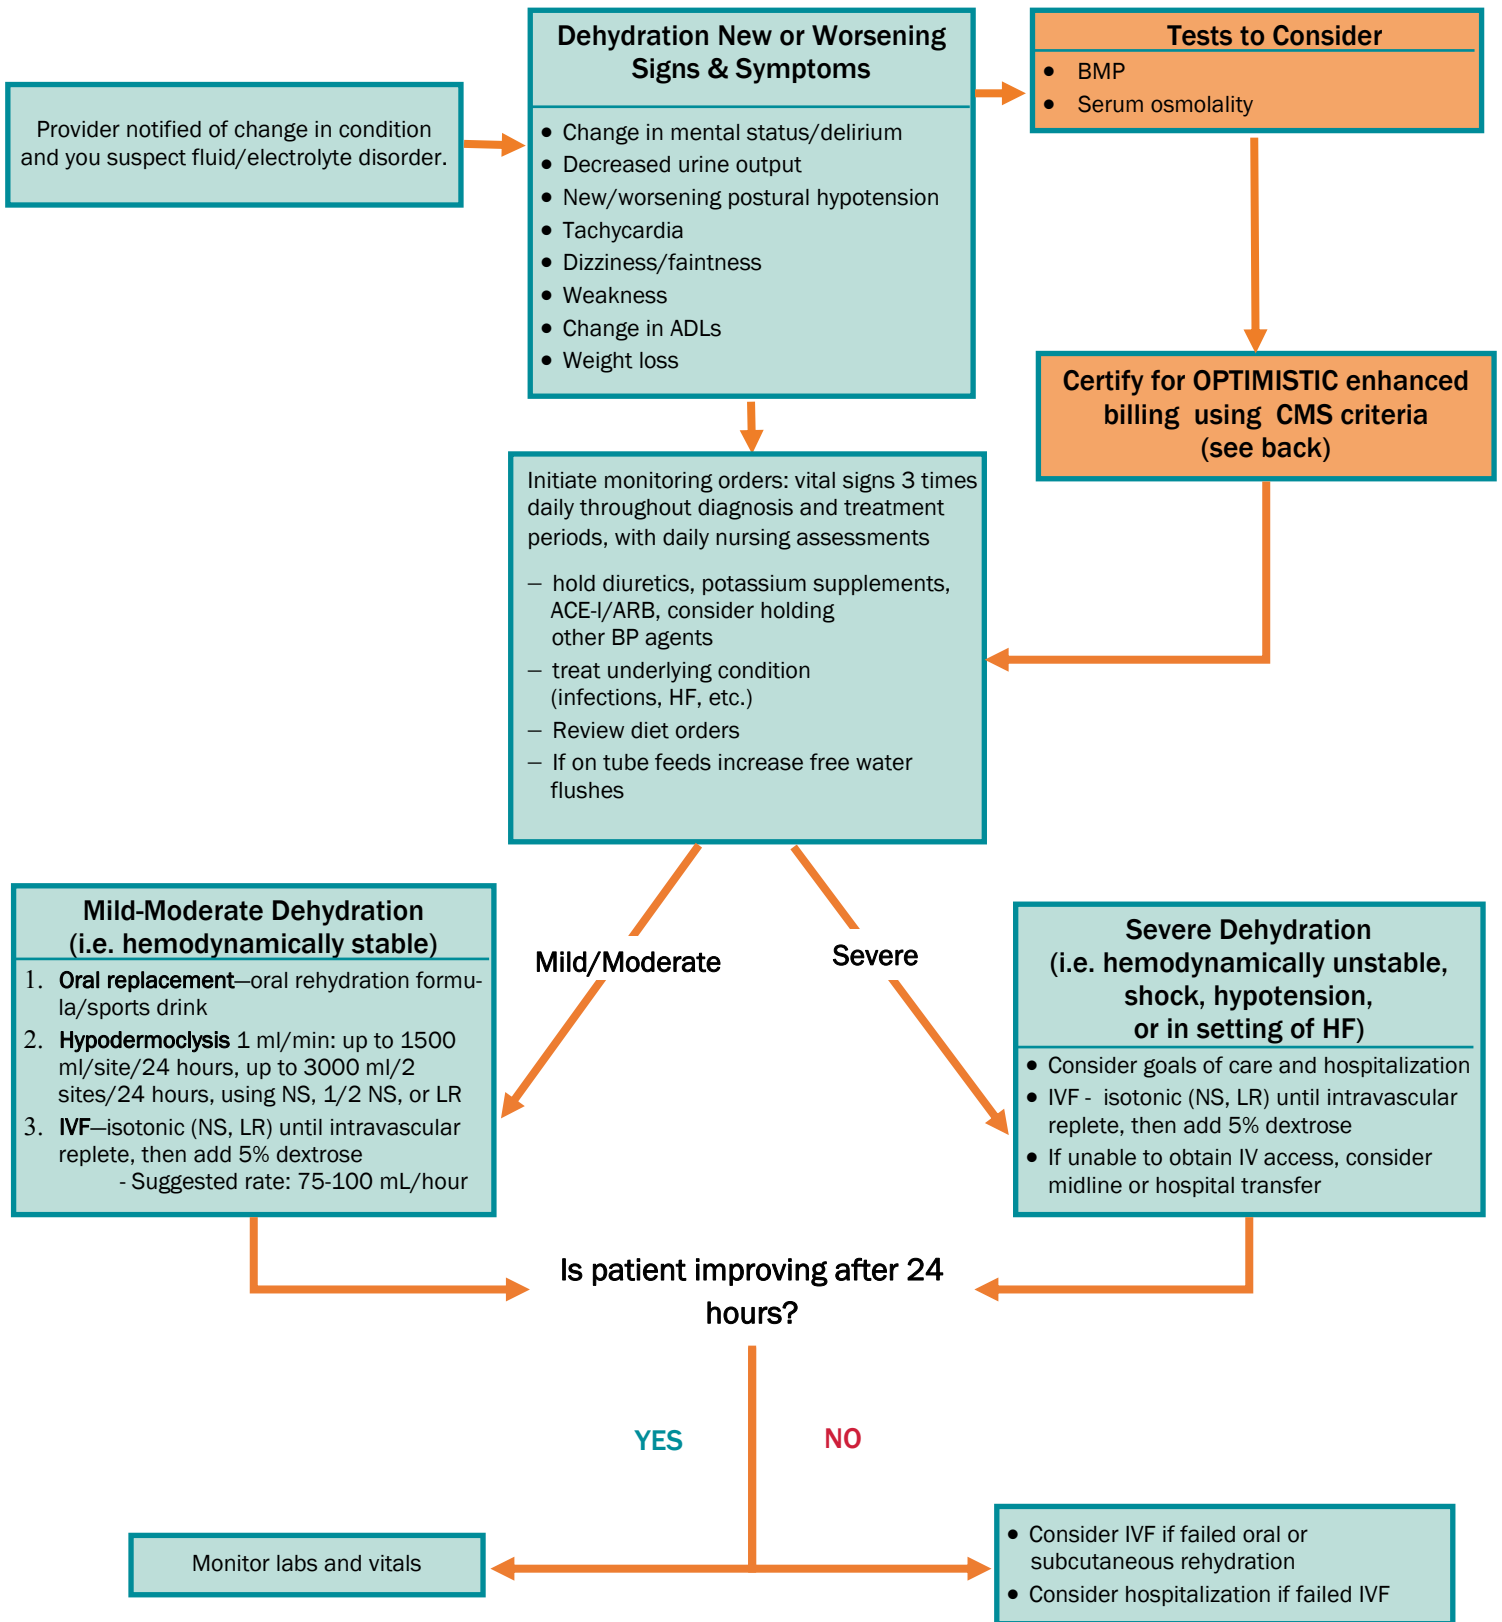 Dehydration New or Worsening
Signs & Symptoms
• Change in mental status/delirium
• Decreased urine output
• New/worsening postural hypotension
• Tachycardia
• Dizziness/faintness
• Weakness
• Change in ADLs
• Weight loss
Tests to Consider
• BMP
• Serum osmolality
Provider notified of change in condition
and you suspect fluid/electrolyte disorder.
Certify for OPTIMISTIC enhanced
billing using CMS criteria
(see back)
Initiate monitoring orders: vital signs 3 times
daily throughout diagnosis and treatment
periods, with daily nursing assessments
– hold diuretics, potassium supplements,
ACE-I/ARB, consider holding
other BP agents
– treat underlying condition
(infections, HF, etc.)
– Review diet orders
– If on tube feeds increase free water
flushes
Mild/Moderate
Severe
Mild-Moderate Dehydration
(i.e. hemodynamically stable)
1. Oral replacement—oral rehydration formu-
la/sports drink
2. Hypodermoclysis 1 ml/min: up to 1500
ml/site/24 hours, up to 3000 ml/2
sites/24 hours, using NS, 1/2 NS, or LR
3. IVF—isotonic (NS, LR) until intravascular
replete, then add 5% dextrose
- Suggested rate: 75-100 mL/hour
Severe Dehydration
(i.e. hemodynamically unstable,
shock, hypotension,
or in setting of HF)
• Consider goals of care and hospitalization
• IVF - isotonic (NS, LR) until intravascular
replete, then add 5% dextrose
• If unable to obtain IV access, consider
midline or hospital transfer
Is patient improving after 24
hours?
YES
NO
Monitor labs and vitals
• Consider IVF if failed oral or
subcutaneous rehydration
• Consider hospitalization if failed IVF